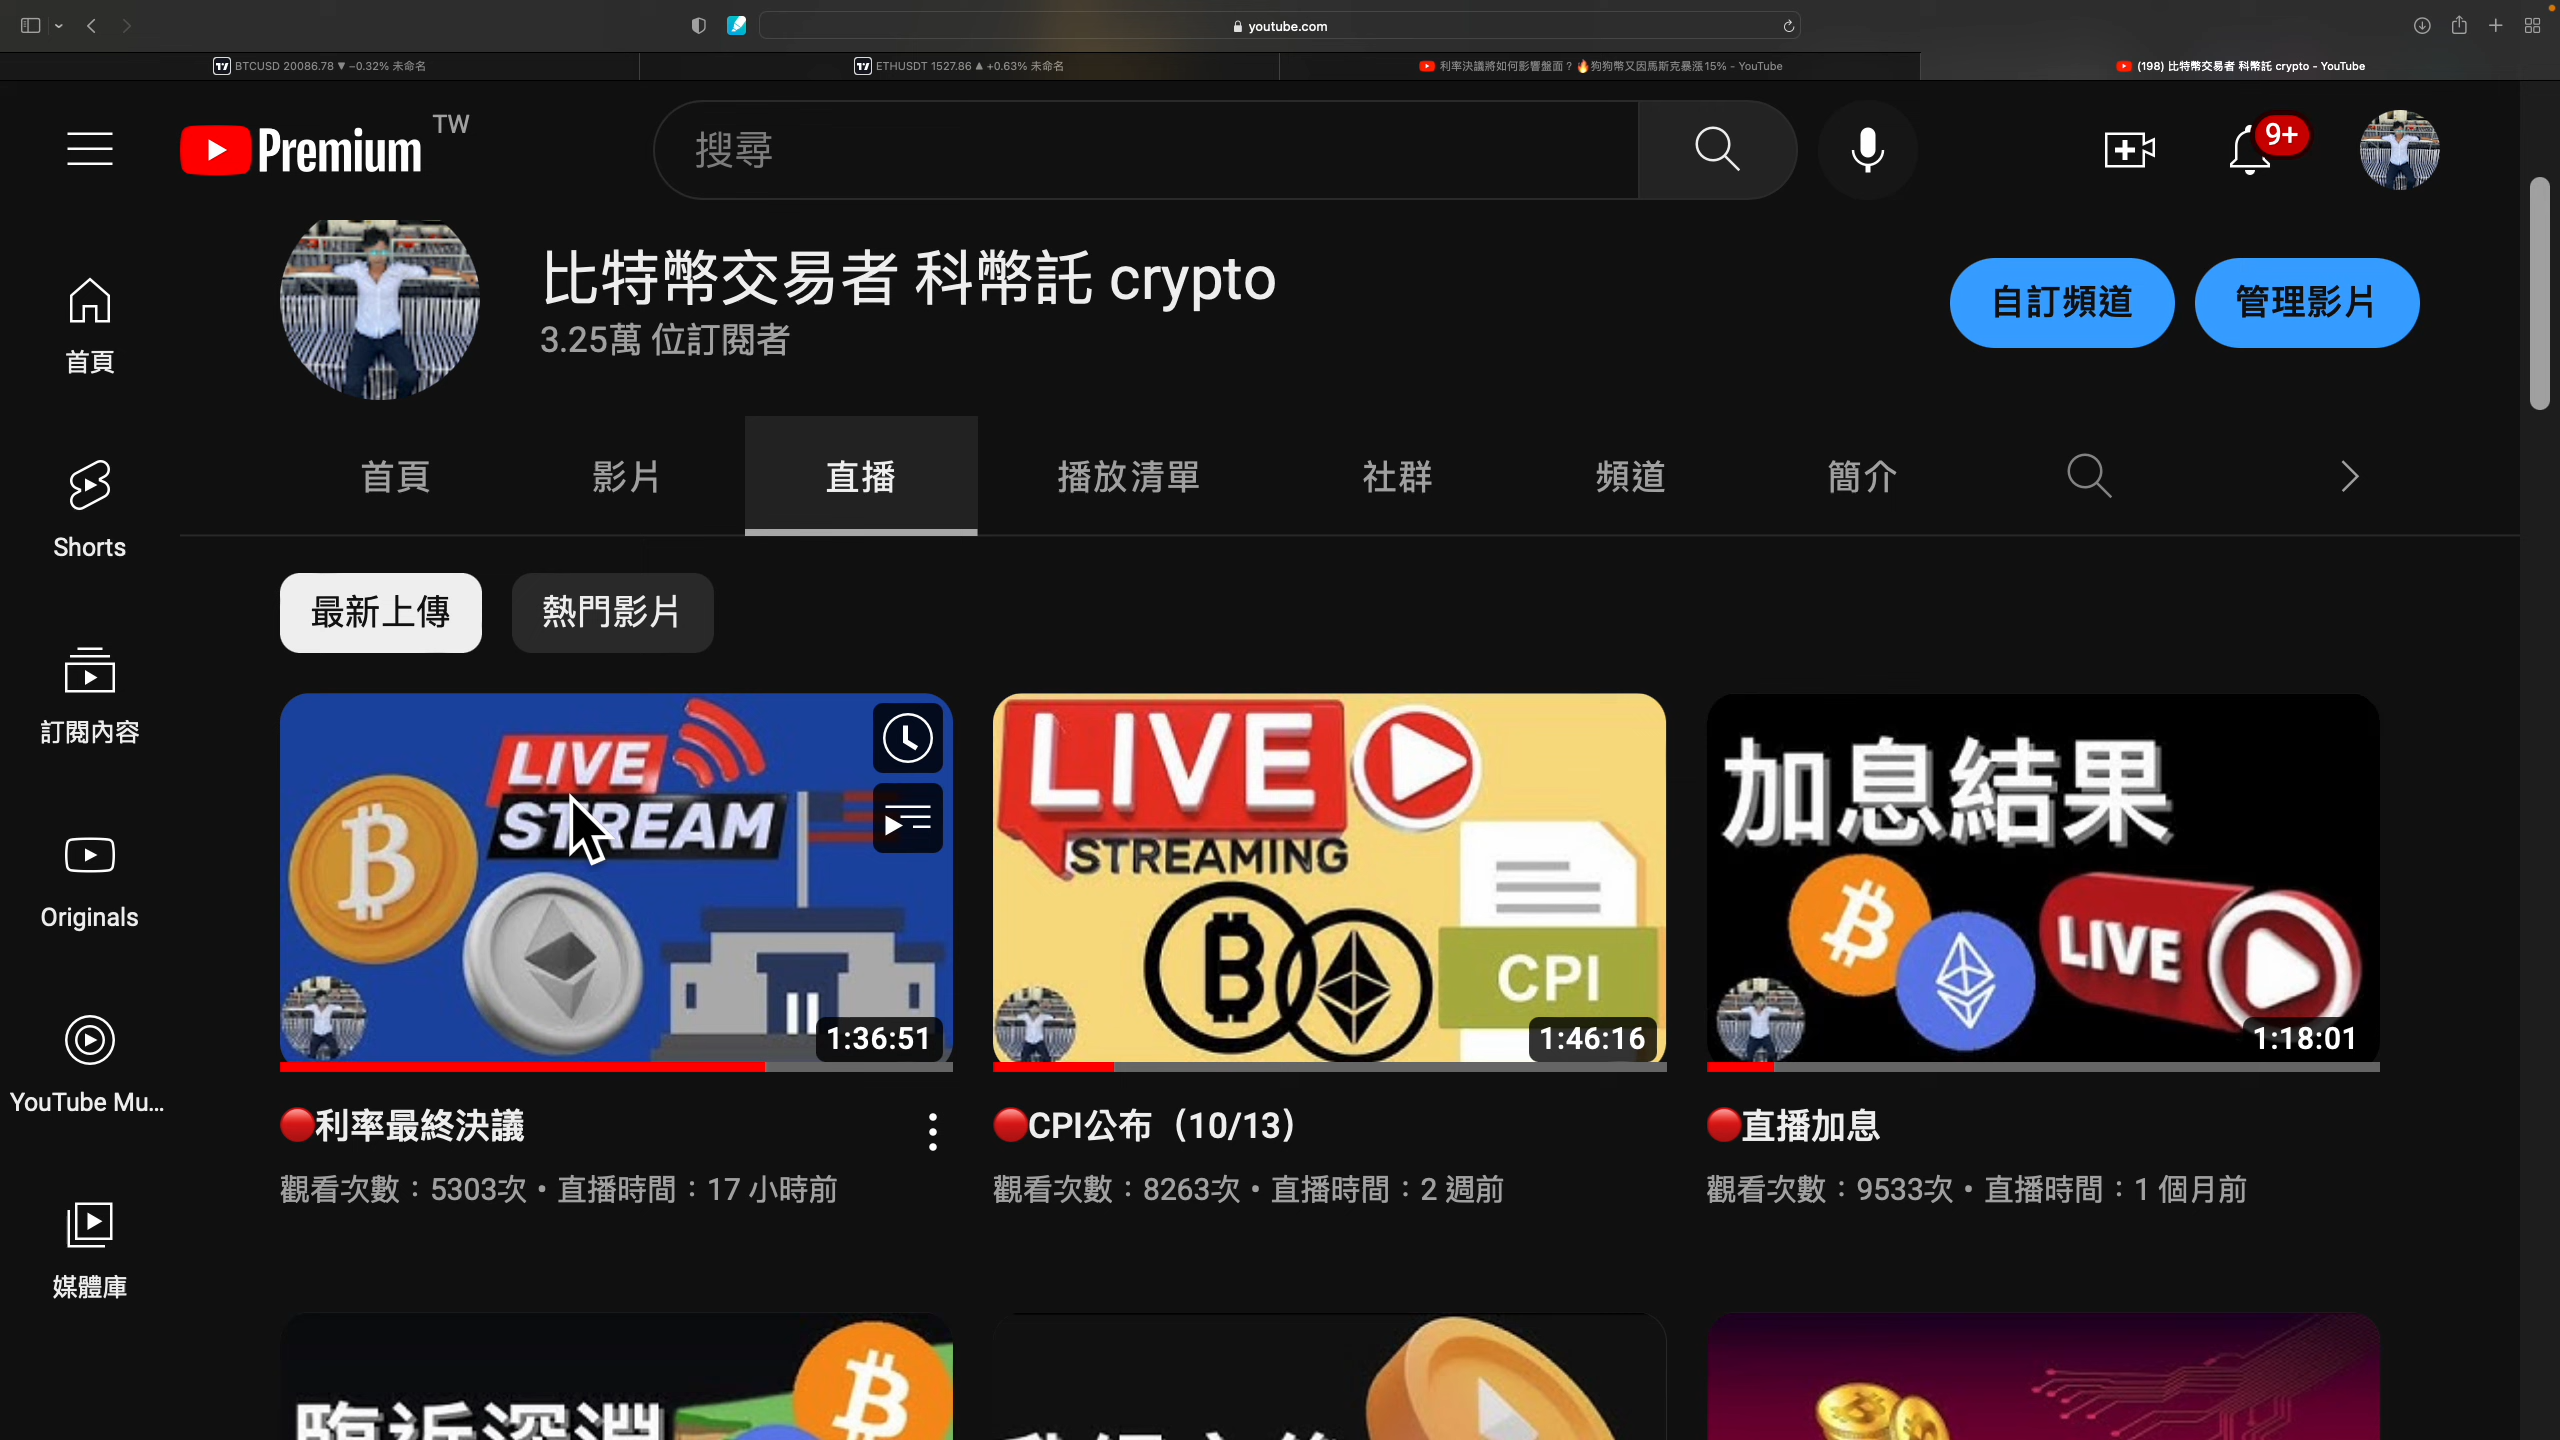 youtube.com
BTCUSD 20086.78 ▼ −0.32% 未命名
ETHUSDT 1527.86 ▲ +0.63% 未命名
利率決議將如何影響盤面？🔥狗狗幣又因馬斯克暴漲15% - YouTube
(198) 比特幣交易者 科幣託 crypto - YouTube
Premium TW
搜尋
9+
比特幣交易者 科幣託 crypto
3.25萬 位訂閱者
自訂頻道
管理影片
首頁
Shorts
訂閱內容
Originals
YouTube Mu...
媒體庫
首頁
影片
直播
播放清單
社群
頻道
簡介
最新上傳
熱門影片
LIVE
STREAM
1:36:51
🔴利率最終決議
觀看次數：5303次・直播時間：17 小時前
LIVE
STREAMING
CPI
1:46:16
🔴CPI公布（10/13）
觀看次數：8263次・直播時間：2 週前
加息結果
LIVE
1:18:01
🔴直播加息
觀看次數：9533次・直播時間：1 個月前
臨近深淵